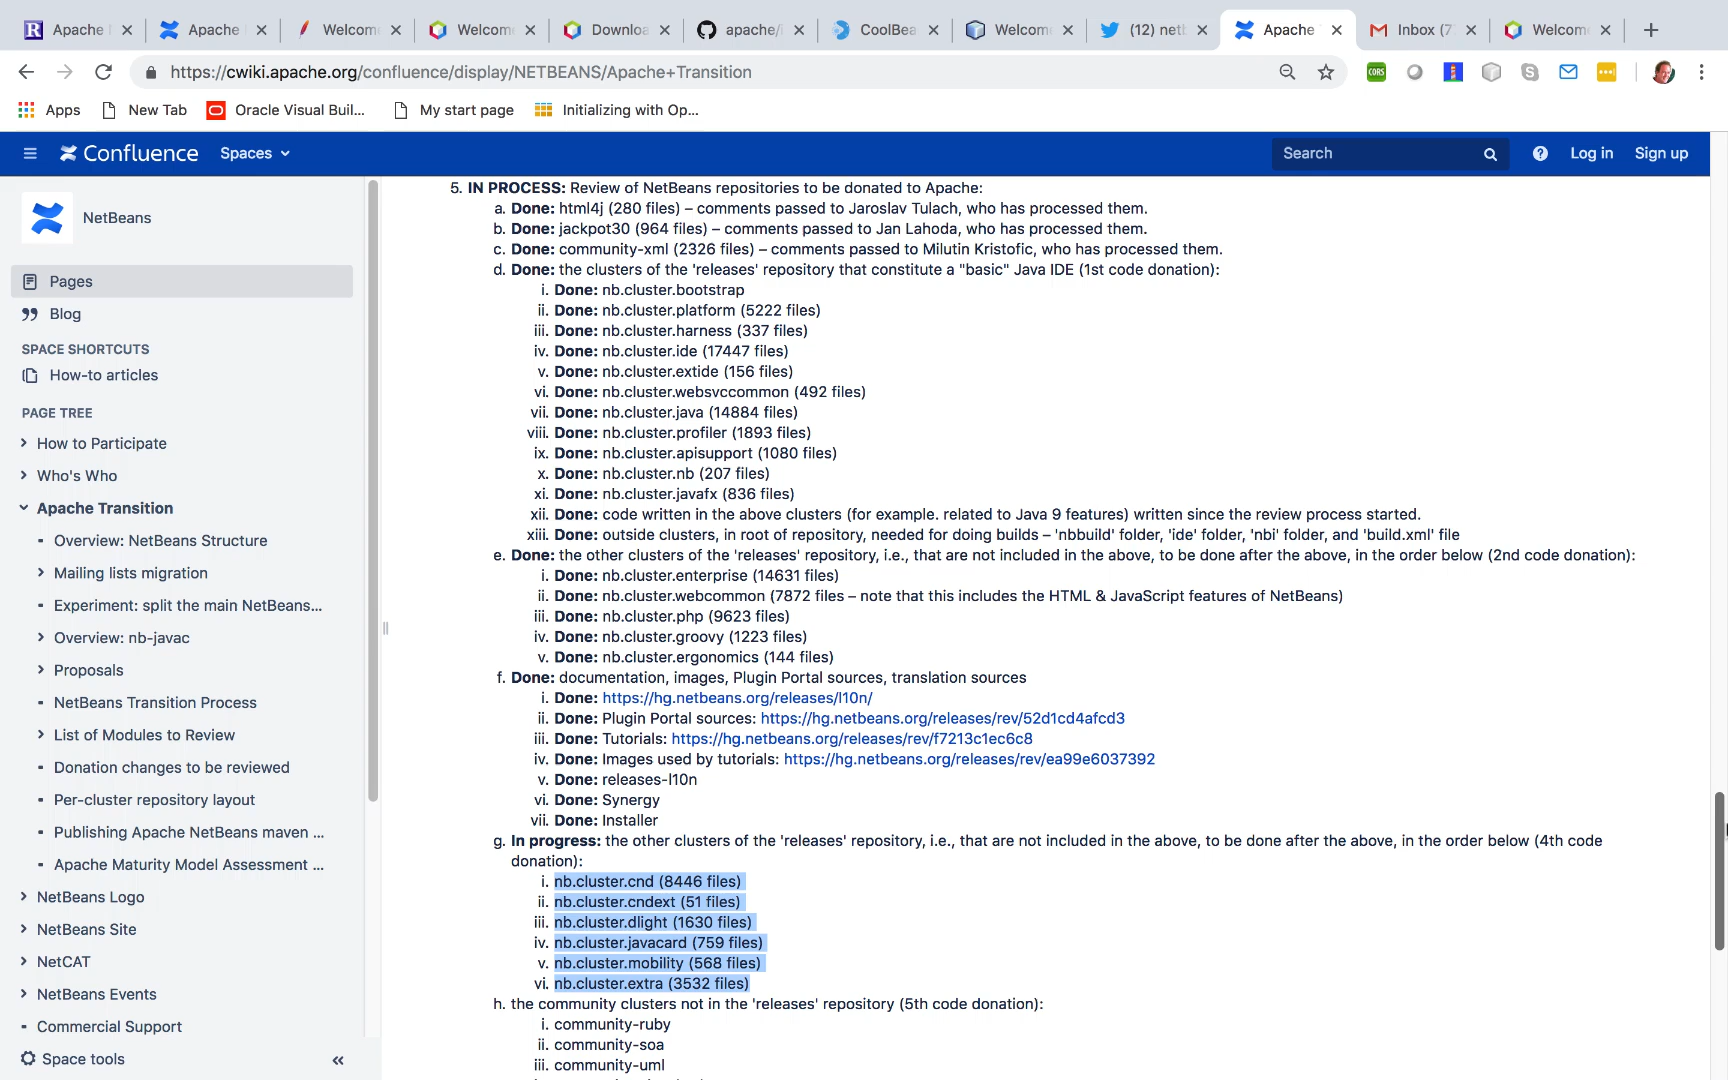 Apache
Apache
Welcome
Welcome
Downloa
apache/i
CoolBea
Welcome
(12) netb
Apache
Inbox (7
Welcome
https://cwiki.apache.org/confluence/display/NETBEANS/Apache+Transition
CORS
Apps
New Tab
Oracle Visual Buil...
My start page
Initializing with Op...
Confluence
Spaces
Search
Log in
Sign up
NetBeans
Pages
Blog
SPACE SHORTCUTS
How-to articles
PAGE TREE
How to Participate
Who's Who
Apache Transition
Overview: NetBeans Structure
Mailing lists migration
Experiment: split the main NetBeans...
Overview: nb-javac
Proposals
NetBeans Transition Process
List of Modules to Review
Donation changes to be reviewed
Per-cluster repository layout
Publishing Apache NetBeans maven ...
Apache Maturity Model Assessment ...
NetBeans Logo
NetBeans Site
NetCAT
NetBeans Events
Commercial Support
Space tools
5. IN PROCESS: Review of NetBeans repositories to be donated to Apache:
a. Done: html4j (280 files) – comments passed to Jaroslav Tulach, who has processed them.
b. Done: jackpot30 (964 files) – comments passed to Jan Lahoda, who has processed them.
c. Done: community-xml (2326 files) – comments passed to Milutin Kristofic, who has processed them.
d. Done: the clusters of the 'releases' repository that constitute a "basic" Java IDE (1st code donation):
i. Done: nb.cluster.bootstrap
ii. Done: nb.cluster.platform (5222 files)
iii. Done: nb.cluster.harness (337 files)
iv. Done: nb.cluster.ide (17447 files)
v. Done: nb.cluster.extide (156 files)
vi. Done: nb.cluster.websvccommon (492 files)
vii. Done: nb.cluster.java (14884 files)
viii. Done: nb.cluster.profiler (1893 files)
ix. Done: nb.cluster.apisupport (1080 files)
x. Done: nb.cluster.nb (207 files)
xi. Done: nb.cluster.javafx (836 files)
xii. Done: code written in the above clusters (for example. related to Java 9 features) written since the review process started.
xiii. Done: outside clusters, in root of repository, needed for doing builds – 'nbbuild' folder, 'ide' folder, 'nbi' folder, and 'build.xml' file
e. Done: the other clusters of the 'releases' repository, i.e., that are not included in the above, to be done after the above, in the order below (2nd code donation):
i. Done: nb.cluster.enterprise (14631 files)
ii. Done: nb.cluster.webcommon (7872 files – note that this includes the HTML & JavaScript features of NetBeans)
iii. Done: nb.cluster.php (9623 files)
iv. Done: nb.cluster.groovy (1223 files)
v. Done: nb.cluster.ergonomics (144 files)
f. Done: documentation, images, Plugin Portal sources, translation sources
i. Done: https://hg.netbeans.org/releases/l10n/
ii. Done: Plugin Portal sources: https://hg.netbeans.org/releases/rev/52d1cd4afcd3
iii. Done: Tutorials: https://hg.netbeans.org/releases/rev/f7213c1ec6c8
iv. Done: Images used by tutorials: https://hg.netbeans.org/releases/rev/ea99e6037392
v. Done: releases-l10n
vi. Done: Synergy
vii. Done: Installer
g. In progress: the other clusters of the 'releases' repository, i.e., that are not included in the above, to be done after the above, in the order below (4th code
donation):
i. nb.cluster.cnd (8446 files)
ii. nb.cluster.cndext (51 files)
iii. nb.cluster.dlight (1630 files)
iv. nb.cluster.javacard (759 files)
v. nb.cluster.mobility (568 files)
vi. nb.cluster.extra (3532 files)
h. the community clusters not in the 'releases' repository (5th code donation):
i. community-ruby
ii. community-soa
iii. community-uml